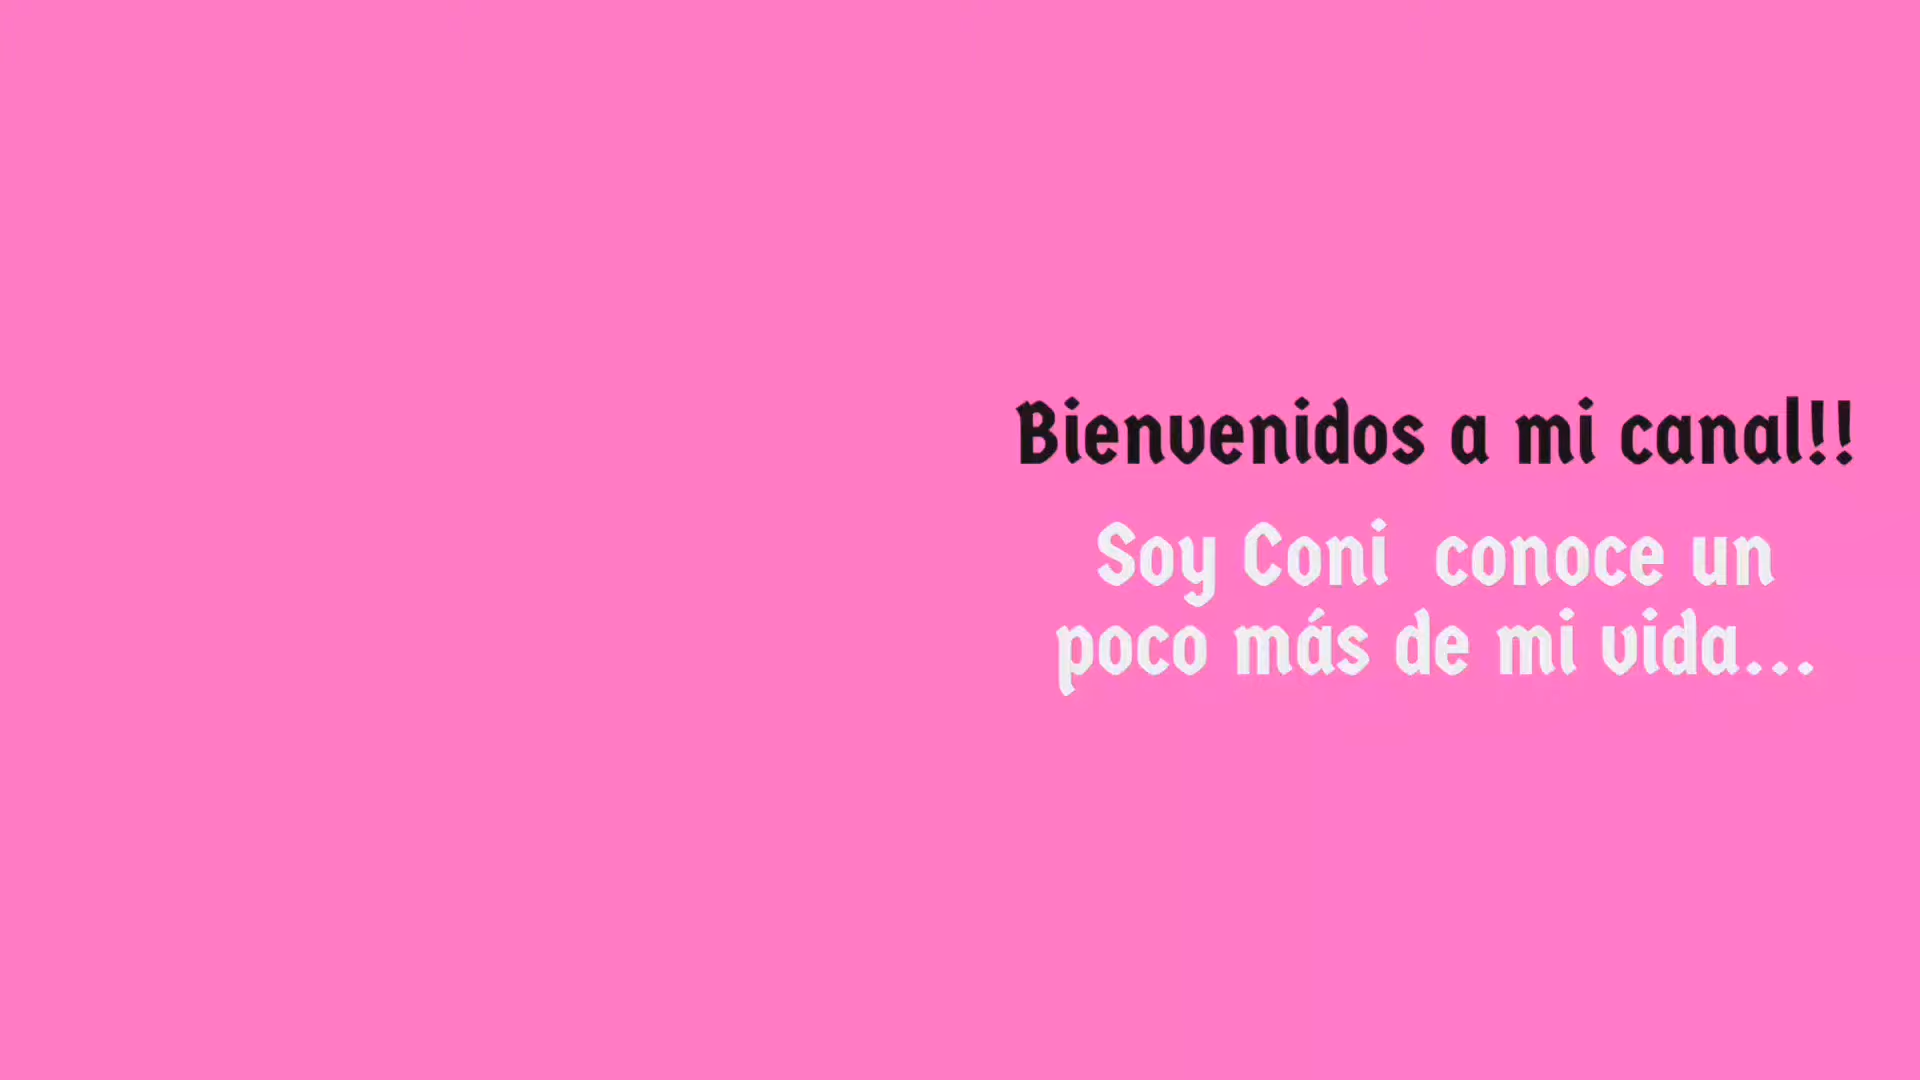 Bienvenidos a mi canal!!
Soy Coni conoce un
poco más de mi vida...